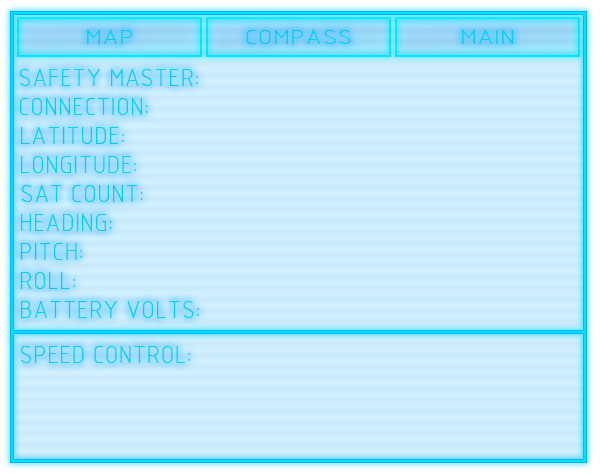 MAP COMPASS MAIN
SAFETY MASTER:
CONNECTION:
LATITUDE:
LONGITUDE:
SAT COUNT:
HEADING:
PITCH:
ROLL:
BATTERY VOLTS:
SPEED CONTROL: